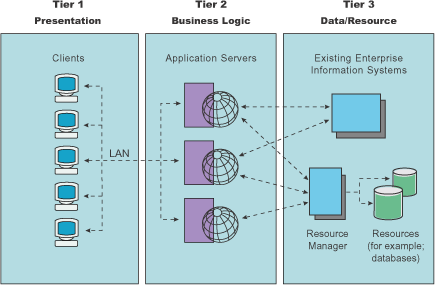 Tier 1
Presentation
Tier 2
Business Logic
Tier 3
Data/Resource
Clients
Application Servers
Existing Enterprise
Information Systems
LAN
Resource
Manager
Resources
(for example;
databases)